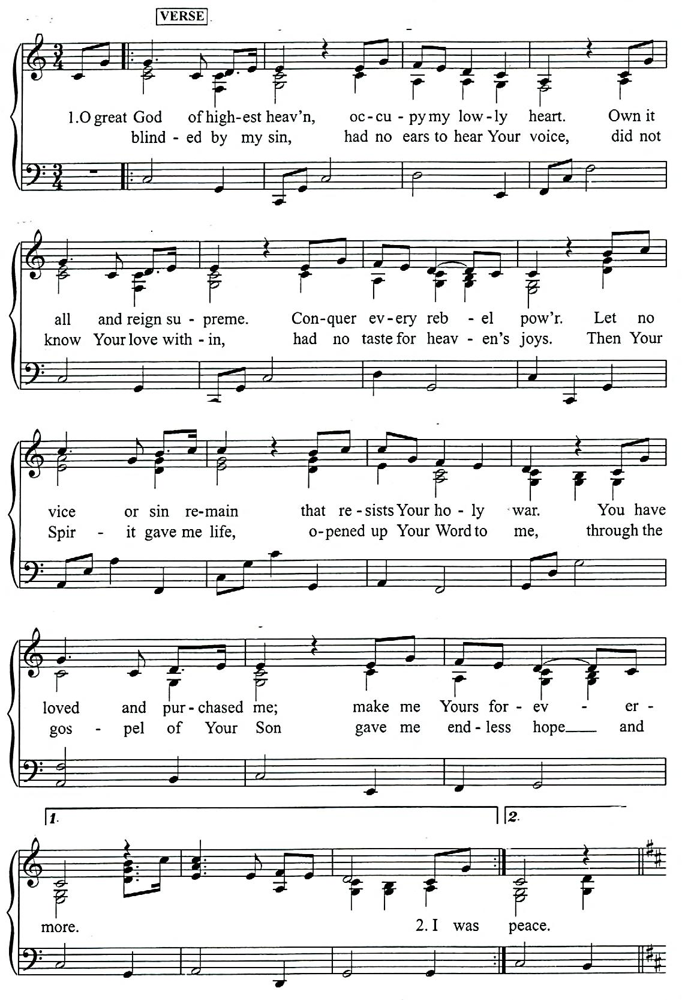 VERSE
1.O great God of high-est heav'n, oc-cu - py my low-ly heart. Own it
blind - ed by my sin, had no ears to hear Your voice, did not
all and reign su - preme. Con-quer ev-ery reb - el pow'r. Let no
know Your love with - in, had no taste for heav - en's joys. Then Your
vice or sin re-main that re-sists Your ho - ly war. You have
Spir - it gave me life, o-pened up Your Word to me, through the
loved and pur-chased me; make me Yours for - ev - er-
gos - pel of Your Son gave me end-less hope___ and
1. 2.
more. 2. I was peace.